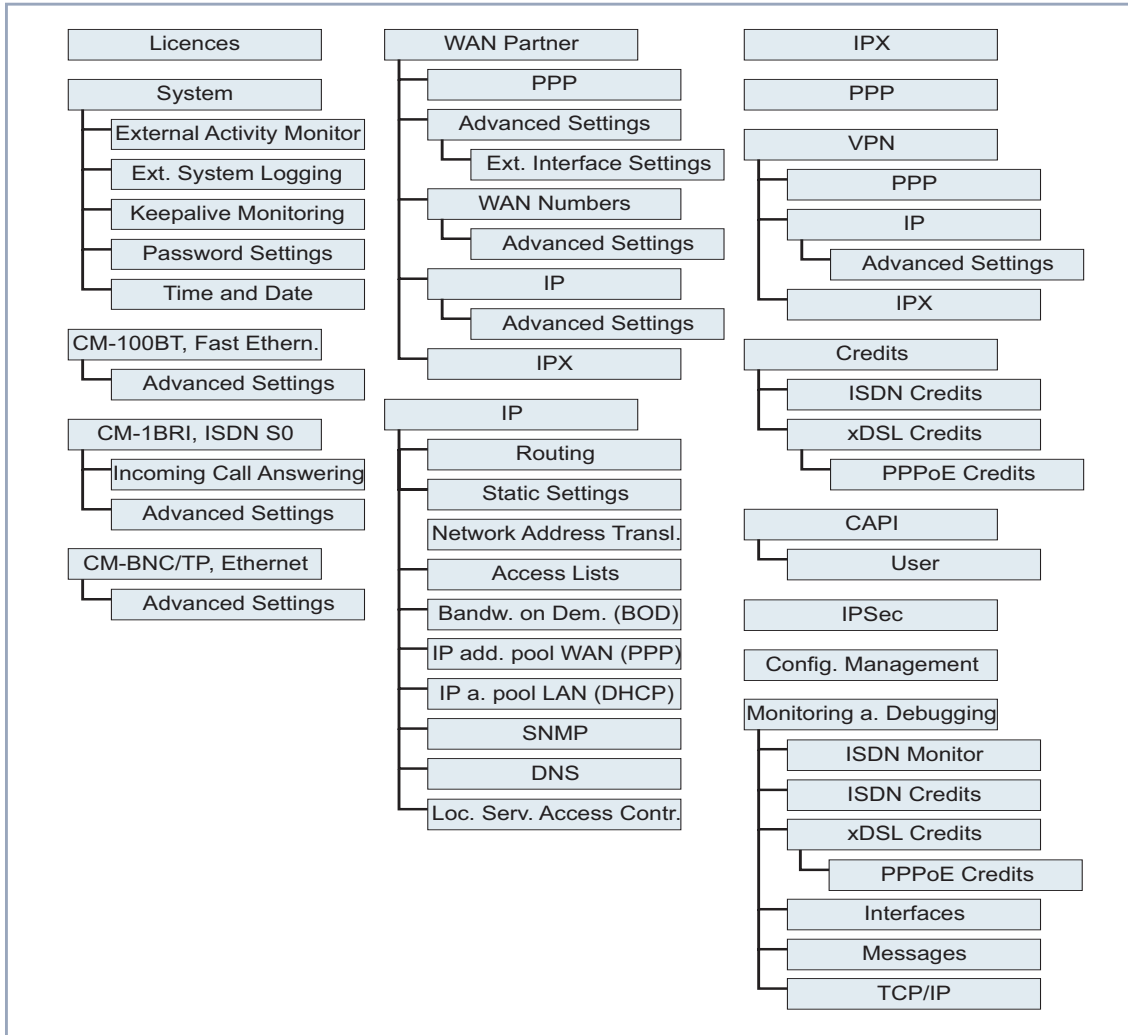 Licences
System
External Activity Monitor
Ext. System Logging
Keepalive Monitoring
Password Settings
Time and Date
CM-100BT, Fast Ethern.
Advanced Settings
CM-1BRI, ISDN S0
Incoming Call Answering
Advanced Settings
CM-BNC/TP, Ethernet
Advanced Settings
WAN Partner
PPP
Advanced Settings
Ext. Interface Settings
WAN Numbers
Advanced Settings
IP
Advanced Settings
IPX
IP
Routing
Static Settings
Network Address Transl.
Access Lists
Bandw. on Dem. (BOD)
IP add. pool WAN (PPP)
IP a. pool LAN (DHCP)
SNMP
DNS
Loc. Serv. Access Contr.
IPX
PPP
VPN
PPP
IP
Advanced Settings
IPX
Credits
ISDN Credits
xDSL Credits
PPPoE Credits
CAPI
User
IPSec
Config. Management
Monitoring a. Debugging
ISDN Monitor
ISDN Credits
xDSL Credits
PPPoE Credits
Interfaces
Messages
TCP/IP